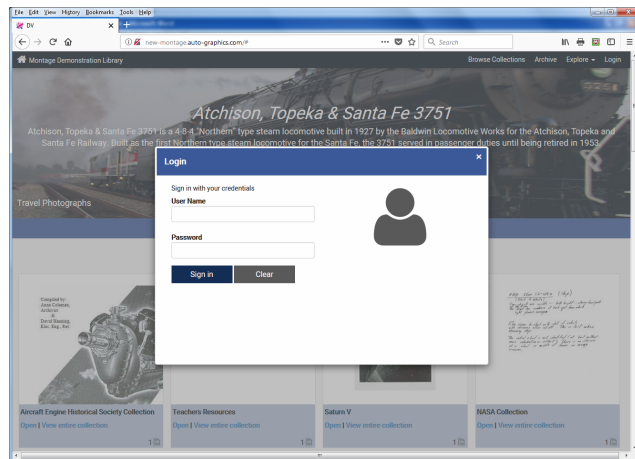 File Edit View History Bookmarks Tools Help
DV
new-montage.auto-graphics.com/#
Search
Montage Demonstration Library
Browse Collections Archive Explore Login
Atchison, Topeka & Santa Fe 3751
Atchison, Topeka & Santa Fe 3751 is a 4-8-4 "Northern" type steam locomotive built in 1927 by the Baldwin Locomotive Works for the Atchison, Topeka and
Santa Fe Railway. Built as the first Northern type steam locomotive for the Santa Fe, the 3751 served in passenger duties until being retired in 1953.
Travel Photographs
Login ×
Sign in with your credentials
User Name
Password
Sign in Clear
Compiled by:
Anne Coleman,
Archivist
&
David Manning,
Aircraft Engine Historical Society Collection
Open | View entire collection
1
Teachers Resources
Open | View entire collection
1
Saturn V
Open | View entire collection
1
NASA Collection
Open | View entire collection
1